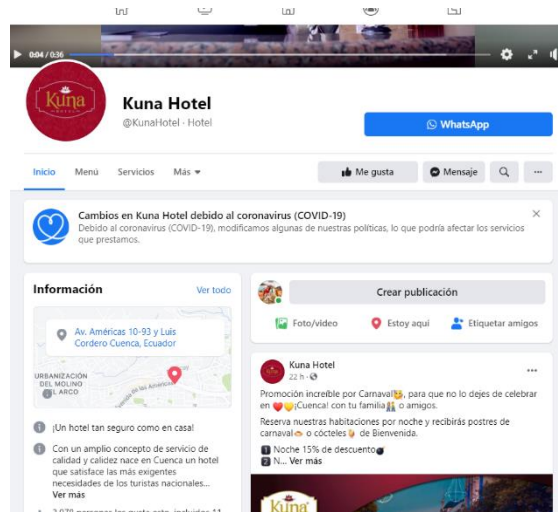 0:04 / 0:36
Kuna
HOTEL
Kuna Hotel
@KunaHotel · Hotel
WhatsApp
Inicio
Menú
Servicios
Más
Me gusta
Mensaje
Cambios en Kuna Hotel debido al coronavirus (COVID-19)
Debido al coronavirus (COVID-19), modificamos algunas de nuestras políticas, lo que podría afectar los servicios
que prestamos.
Información
Ver todo
Av. Américas 10-93 y Luis
Cordero Cuenca, Ecuador
URBANIZACIÓN
DEL MOLINO
EL ARCO
Av. de las Américas
¡Un hotel tan seguro como en casa!
Con un amplio concepto de servicio de
calidad y calidez nace en Cuenca un hotel
que satisface las más exigentes
necesidades de los turistas nacionales...
Ver más
Crear publicación
Foto/video
Estoy aquí
Etiquetar amigos
Kuna Hotel
22 h ·
Promoción increíble por Carnaval🎉, para que no lo dejes de celebrar
en ❤️💛¡Cuenca! con tu familia👨‍👩‍👧 o amigos.
Reserva nuestras habitaciones por noche y recibirás postres de
carnaval🥧 o cócteles🍹 de Bienvenida.
1 Noche 15% de descuento💣
2 N... Ver más
Kuna